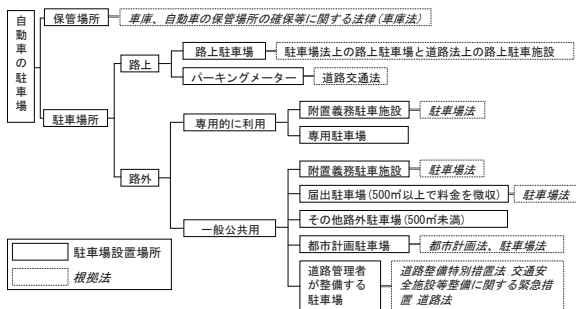 自動車の駐車場
保管場所
車庫、自動車の保管場所の確保等に関する法律(車庫法)
駐車場所
路上
路上駐車場
駐車場法上の路上駐車場と道路法上の路上駐車施設
パーキングメーター
道路交通法
路外
専用的に利用
附置義務駐車施設
駐車場法
専用駐車場
一般公共用
附置義務駐車施設
駐車場法
届出駐車場(500㎡以上で料金を徴収)
駐車場法
その他路外駐車場(500㎡未満)
都市計画駐車場
都市計画法、駐車場法
道路管理者
が整備する
駐車場
道路整備特別措置法 交通安
全施設等整備に関する緊急措
置 道路法
駐車場設置場所
根拠法